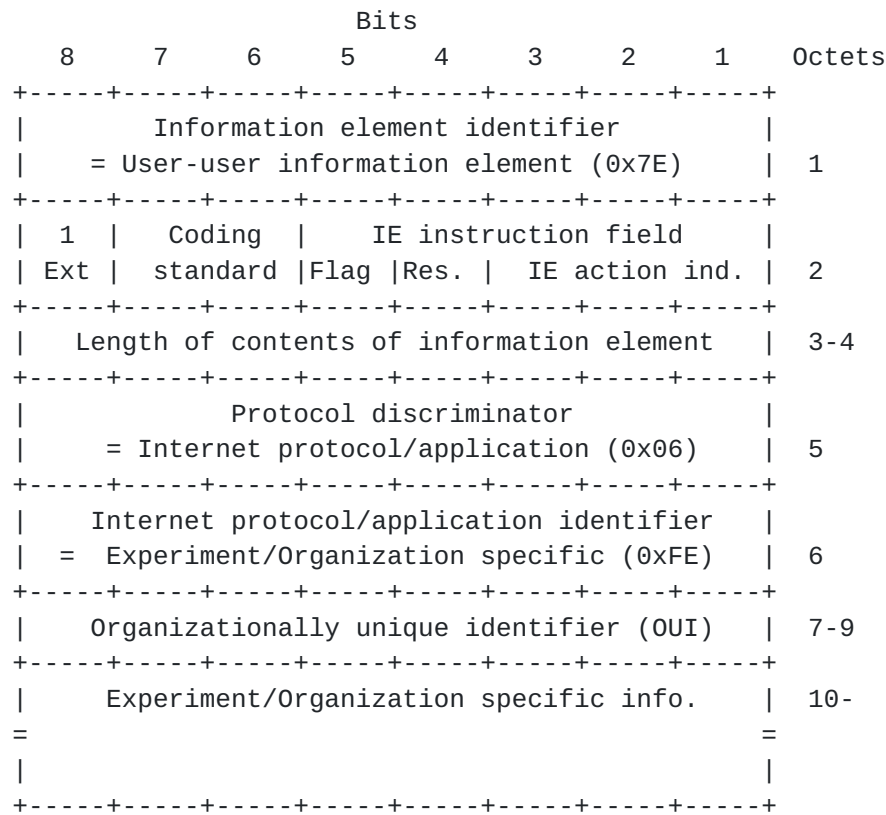 Bits
8 7 6 5 4 3 2 1 Octets
+-----+-----+-----+-----+-----+-----+-----+-----+
| Information element identifier |
| = User-user information element (0x7E) | 1
+-----+-----+-----+-----+-----+-----+-----+-----+
| 1 | Coding | IE instruction field |
| Ext | standard |Flag |Res. | IE action ind. | 2
+-----+-----+-----+-----+-----+-----+-----+-----+
| Length of contents of information element | 3-4
+-----+-----+-----+-----+-----+-----+-----+-----+
| Protocol discriminator |
| = Internet protocol/application (0x06) | 5
+-----+-----+-----+-----+-----+-----+-----+-----+
| Internet protocol/application identifier |
| = Experiment/Organization specific (0xFE) | 6
+-----+-----+-----+-----+-----+-----+-----+-----+
| Organizationally unique identifier (OUI) | 7-9
+-----+-----+-----+-----+-----+-----+-----+-----+
| Experiment/Organization specific info. | 10-
= =
| |
+-----+-----+-----+-----+-----+-----+-----+-----+